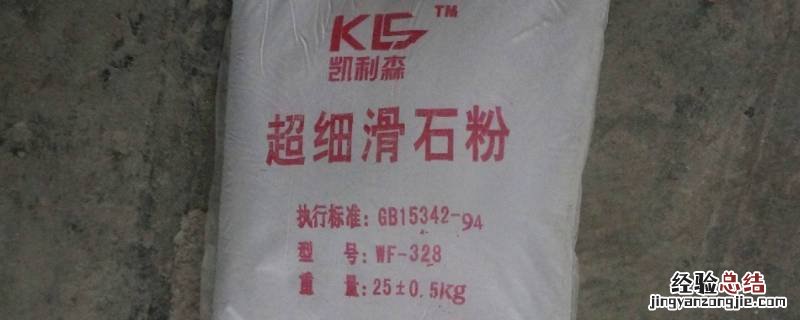 KLS™
凯利森
超细滑石粉
执行标准：GB15342-94
型号：WF-328
重量：25±0.5kg
经验总结
jingyanzongjie.com